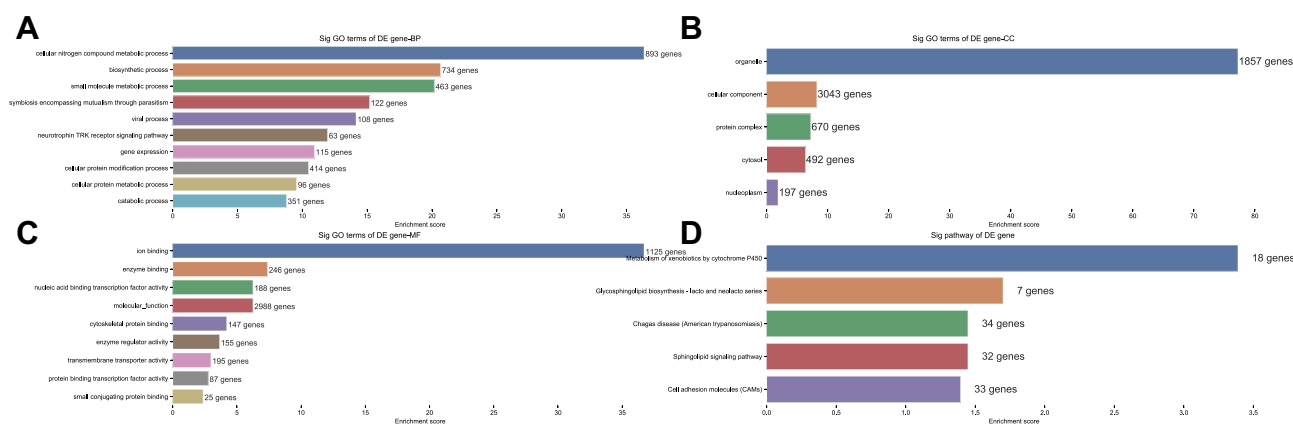 A
Sig GO terms of DE gene-BP
cellular nitrogen compound metabolic process
893 genes
biosynthetic process
734 genes
small molecule metabolic process
463 genes
symbiosis encompassing mutualism through parasitism
122 genes
viral process
108 genes
neurotrophin TRK receptor signaling pathway
63 genes
gene expression
115 genes
cellular protein modification process
414 genes
cellular protein metabolic process
96 genes
catabolic process
351 genes
0 5 10 15 20 25 30 35
Enrichment score
B
Sig GO terms of DE gene-CC
organelle
1857 genes
cellular component
3043 genes
protein complex
670 genes
cytosol
492 genes
nucleoplasm
197 genes
0 10 20 30 40 50 60 70 80
Enrichment score
C
Sig GO terms of DE gene-MF
ion binding
1125 genes
enzyme binding
246 genes
nucleic acid binding transcription factor activity
188 genes
molecular_function
2988 genes
cytoskeletal protein binding
147 genes
enzyme regulator activity
155 genes
transmembrane transporter activity
195 genes
protein binding transcription factor activity
87 genes
small conjugating protein binding
25 genes
0 5 10 15 20 25 30 35
Enrichment score
D
Sig pathway of DE gene
Metabolism of xenobiotics by cytochrome P450
18 genes
Glycosphingolipid biosynthesis - lacto and neolacto series
7 genes
Chagas disease (American trypanosomiasis)
34 genes
Sphingolipid signaling pathway
32 genes
Cell adhesion molecules (CAMs)
33 genes
0.0 0.5 1.0 1.5 2.0 2.5 3.0 3.5
Enrichment score